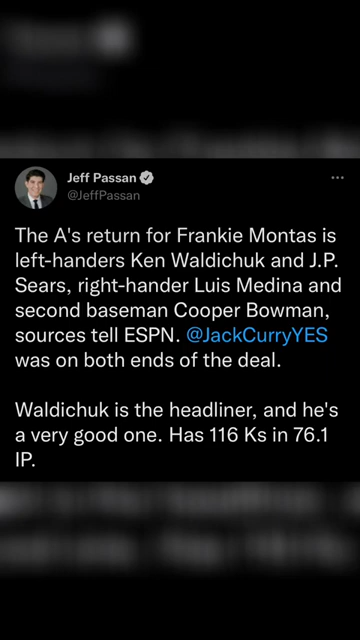 Jeff Passan
@JeffPassan
The A's return for Frankie Montas is
left-handers Ken Waldichuk and J.P.
Sears, right-hander Luis Medina and
second baseman Cooper Bowman,
sources tell ESPN. @JackCurryYES
was on both ends of the deal.
Waldichuk is the headliner, and he's
a very good one. Has 116 Ks in 76.1
IP.